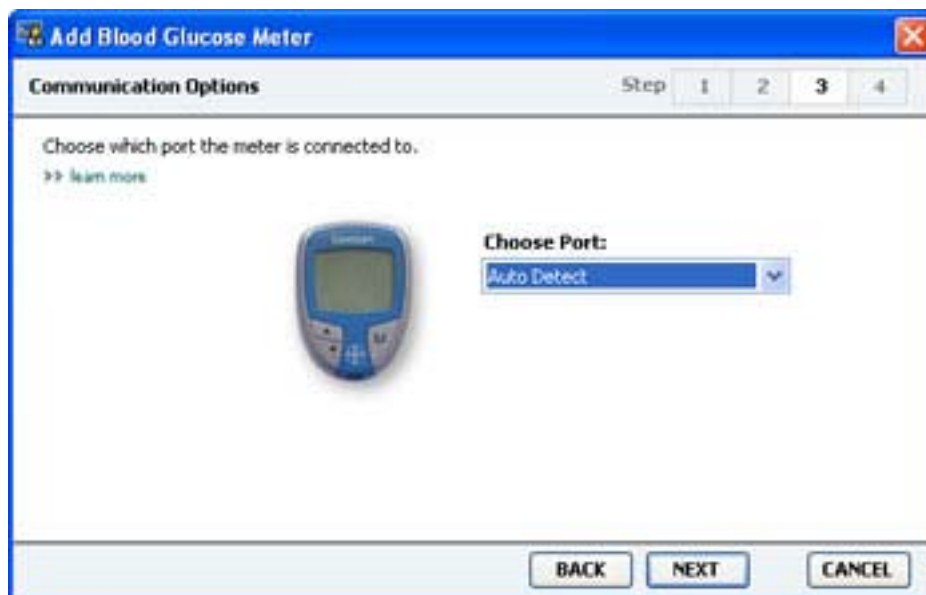 Add Blood Glucose Meter
Communication Options
Step 1 2 3 4
Choose which port the meter is connected to.
>> learn more
Choose Port:
Auto Detect
BACK NEXT CANCEL